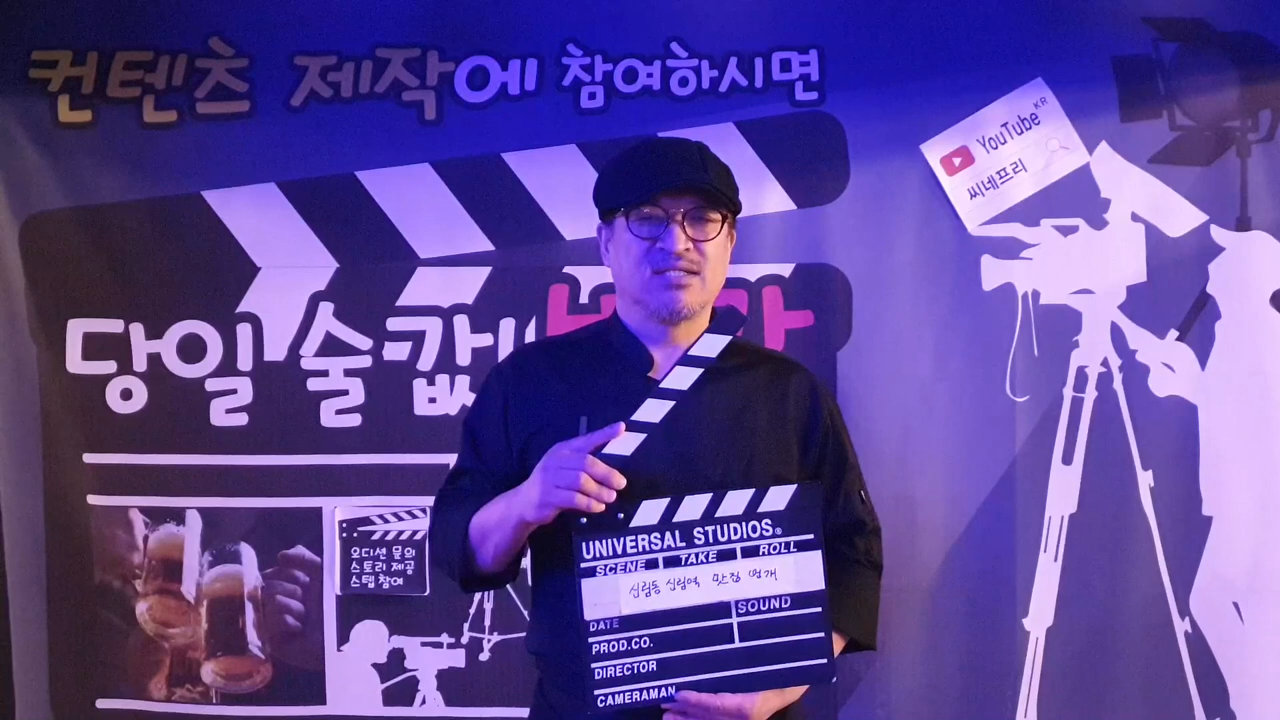 컨텐츠 제작에 참여하시면
YouTube KR
씨네프리
당일 술값
오디션 문의
스토리 제공
스텝 참여
UNIVERSAL STUDIOS®
SCENE TAKE ROLL
신림동 신림역 맛집
DATE SOUND
PROD.CO.
DIRECTOR
CAMERAMAN